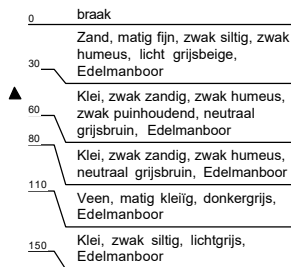 0 braak
Zand, matig fijn, zwak siltig, zwak
humeus, licht grijsbeige,
30 Edelmanboor
Klei, zwak zandig, zwak humeus,
zwak puinhoudend, neutraal
60 grijsbruin, Edelmanboor
80 Klei, zwak zandig, zwak humeus,
neutraal grijsbruin, Edelmanboor
110 Veen, matig kleiïg, donkergrijs,
Edelmanboor
150 Klei, zwak siltig, lichtgrijs,
Edelmanboor